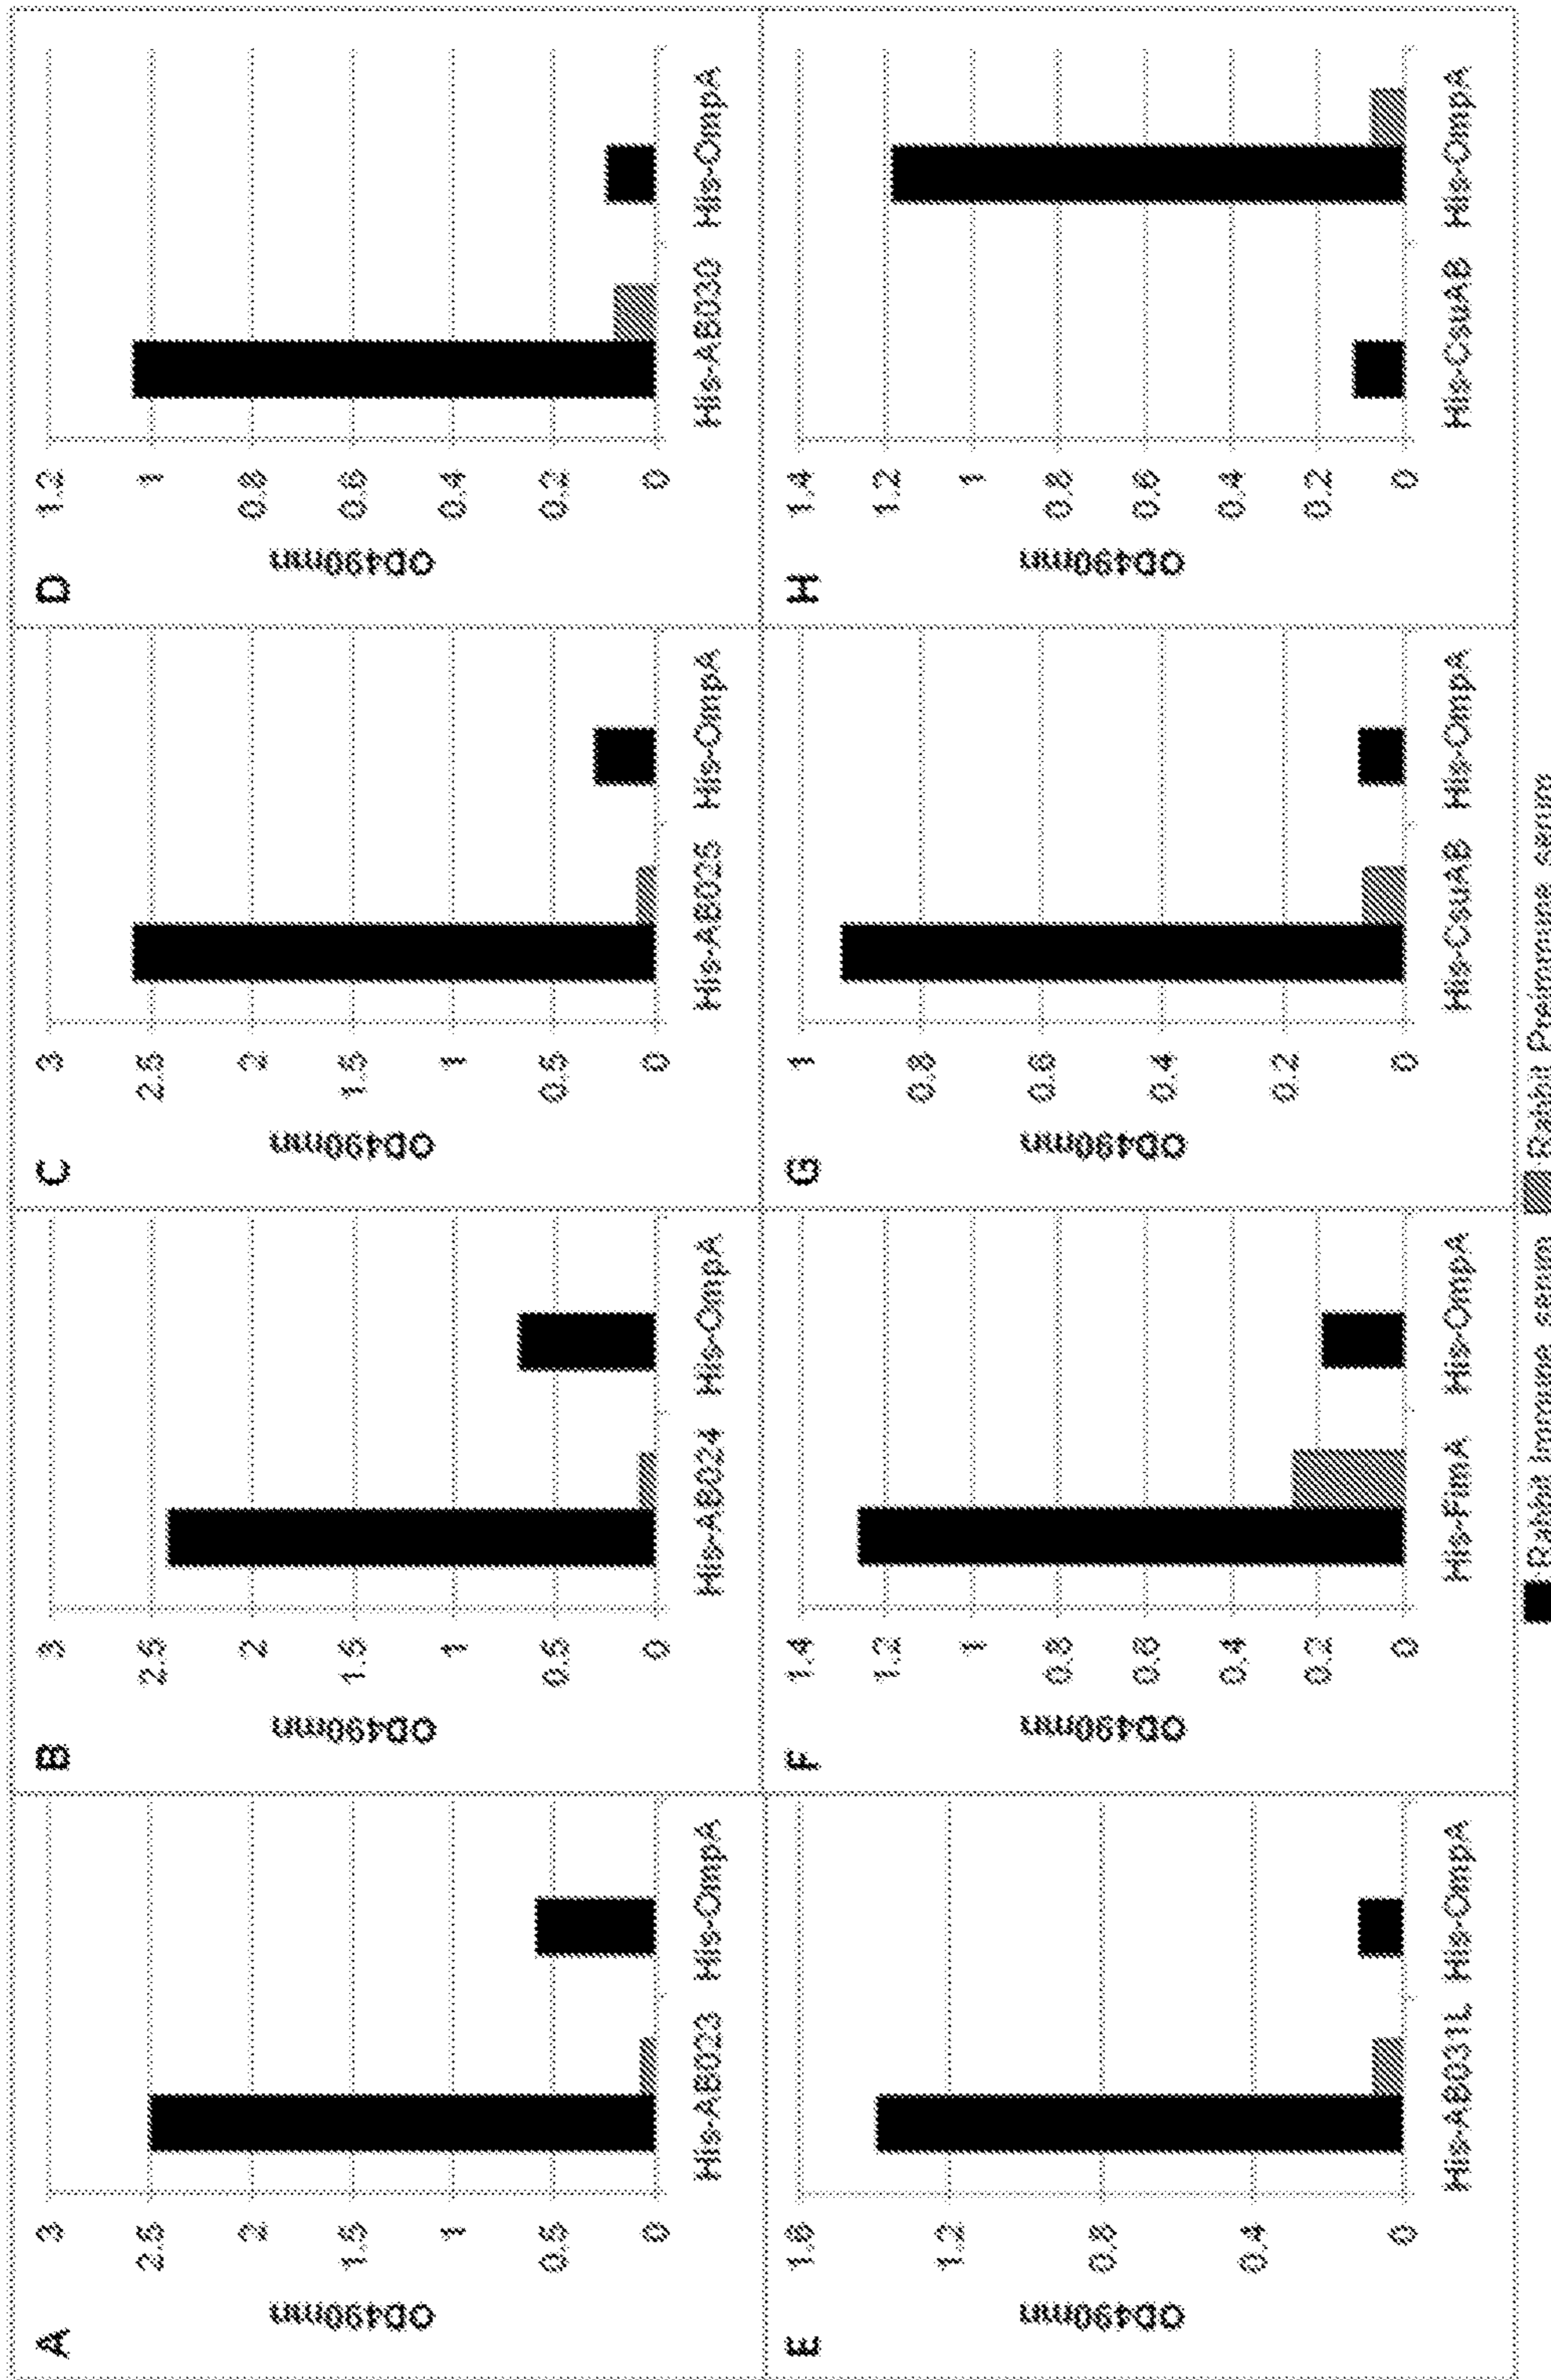 A
OD490nm
3
2.5
2
1.5
1
0.5
0
His-AB023 His-OmpA
B
OD490nm
3
2.5
2
1.5
1
0.5
0
His-AB024 His-OmpA
C
OD490nm
3
2.5
2
1.5
1
0.5
0
His-AB025 His-OmpA
D
OD490nm
1.2
1
0.8
0.6
0.4
0.2
0
His-AB030 His-OmpA
E
OD490nm
1.6
1.2
0.8
0.4
0
His-AB031L His-OmpA
F
OD490nm
1.4
1.2
1
0.8
0.6
0.4
0.2
0
His-FimA His-OmpA
G
OD490nm
1
0.8
0.6
0.4
0.2
0
His-CsuAB His-OmpA
H
OD490nm
1.4
1.2
1
0.8
0.6
0.4
0.2
0
His-CsuAB His-OmpA
Rabbit Immune serum Rabbit Preimmune serum